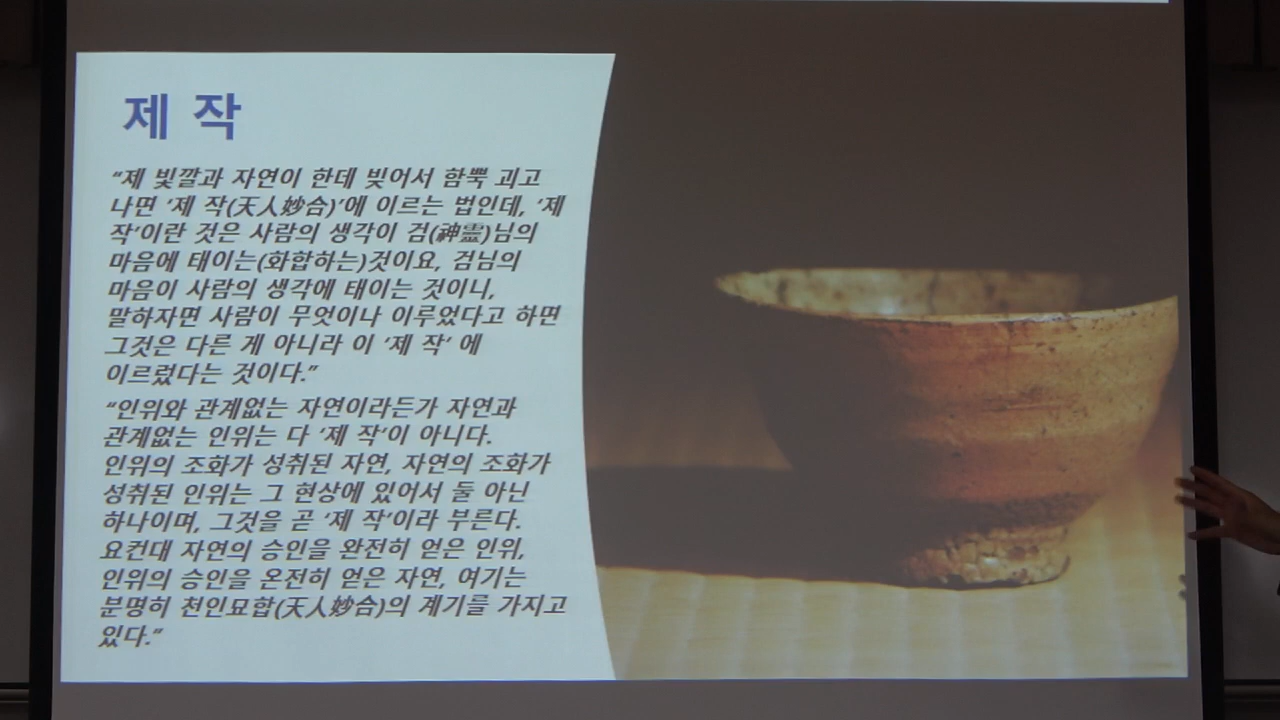 제 작
“제 빛깔과 자연이 한데 빚어서 함뿍 괴고
나면 ‘제 작(天人妙合)’에 이르는 법인데, ‘제
작’이란 것은 사람의 생각이 검(神靈)님의
마음에 태이는(화합하는)것이요, 검님의
마음이 사람의 생각에 태이는 것이니,
말하자면 사람이 무엇이나 이루었다고 하면
그것은 다른 게 아니라 이 ‘제 작’ 에
이르렀다는 것이다.”
“인위와 관계없는 자연이라든가 자연과
관계없는 인위는 다 ‘제 작’이 아니다.
인위의 조화가 성취된 자연, 자연의 조화가
성취된 인위는 그 현상에 있어서 둘 아닌
하나이며, 그것을 곧 ‘제 작’이라 부른다.
요컨대 자연의 승인을 완전히 얻은 인위,
인위의 승인을 온전히 얻은 자연, 여기는
분명히 천인묘합(天人妙合)의 계기를 가지고
있다.”